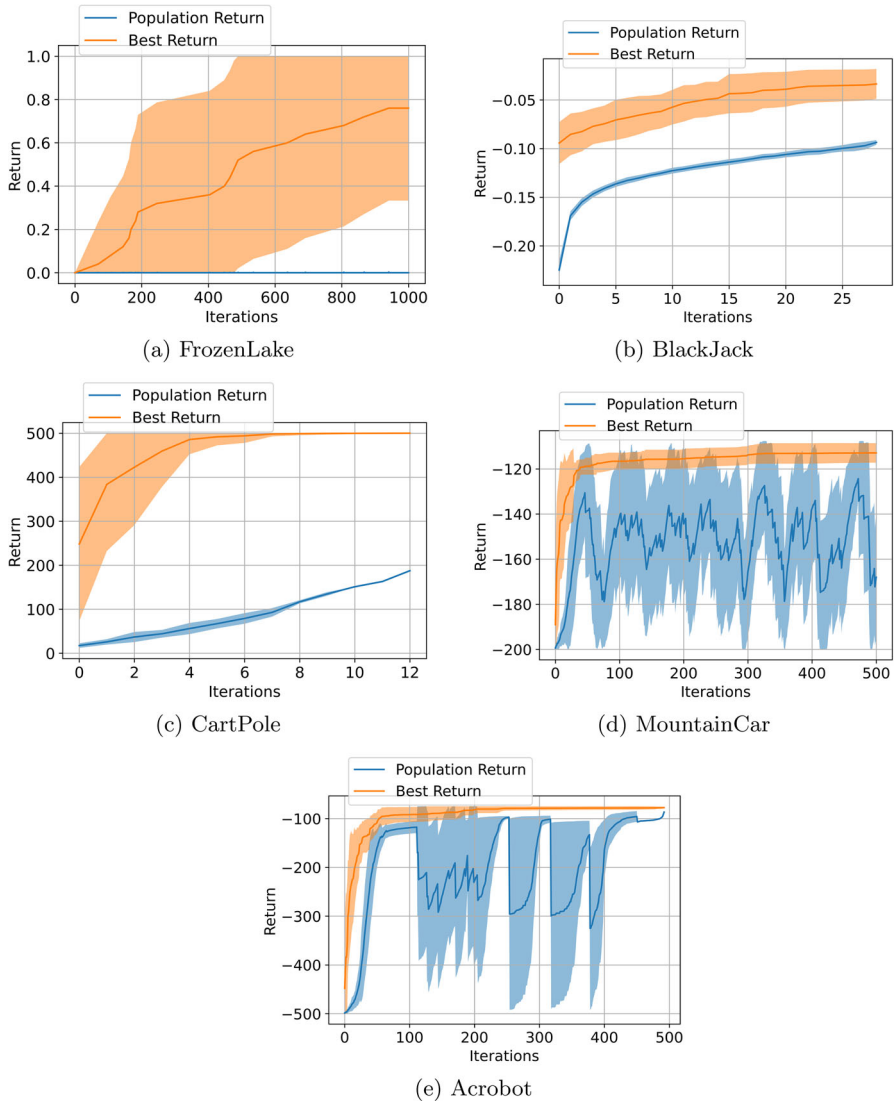 Population Return
Best Return
1.0
0.8
0.6
0.4
0.2
0.0
Return
0 200 400 600 800 1000
Iterations
(a) FrozenLake
Population Return
Best Return
−0.05
−0.10
−0.15
−0.20
Return
0 5 10 15 20 25
Iterations
(b) BlackJack
Population Return
Best Return
500
400
300
200
100
0
Return
0 2 4 6 8 10 12
Iterations
(c) CartPole
Population Return
Best Return
−120
−140
−160
−180
−200
Return
0 100 200 300 400 500
Iterations
(d) MountainCar
Population Return
Best Return
−100
−200
−300
−400
−500
Return
0 100 200 300 400 500
Iterations
(e) Acrobot